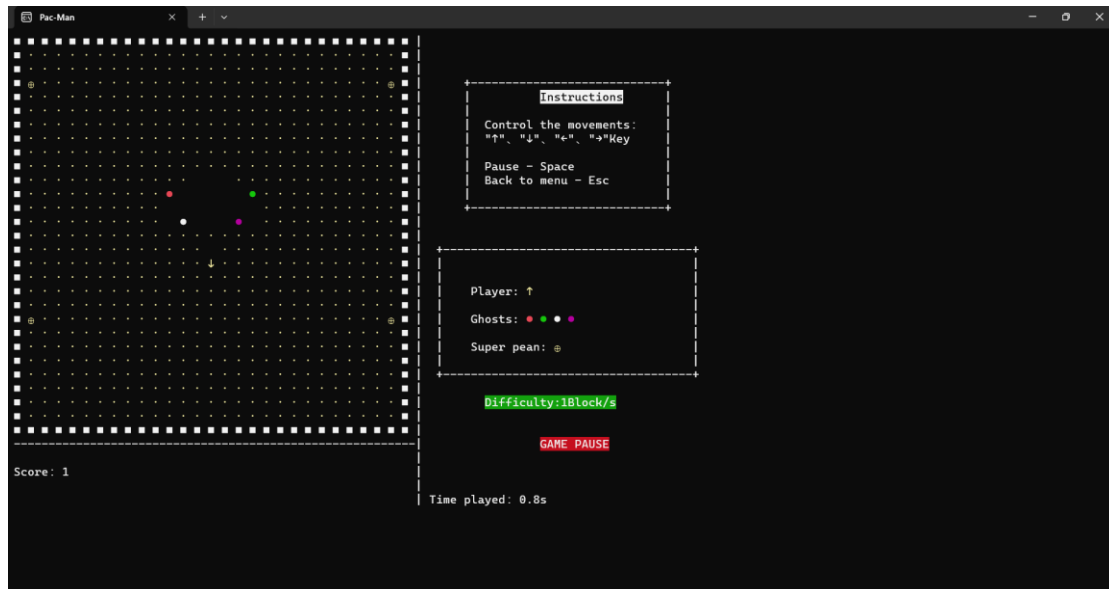 Pac-Man
Instructions
Control the movements:
"↑"、"↓"、"←"、"→"Key
Pause - Space
Back to menu - Esc
Player: ↑
Ghosts: ● ● ● ●
Super pean: ⊕
Difficulty:1Block/s
GAME PAUSE
Score: 1
Time played: 0.8s